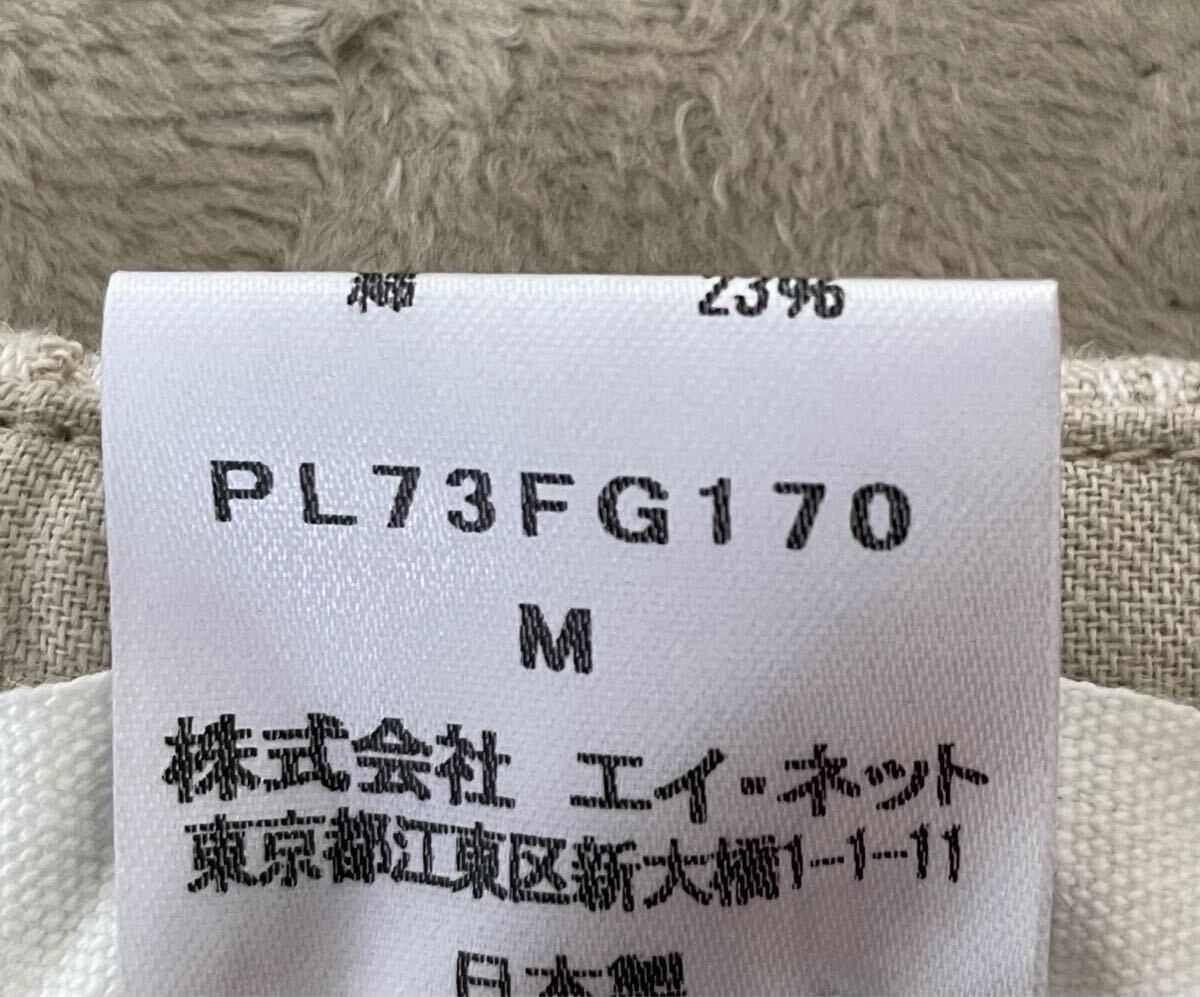 綿 23%
PL73FG170
M
株式会社 エイ・ネット
東京都江東区新大橋1-1-11
日本製